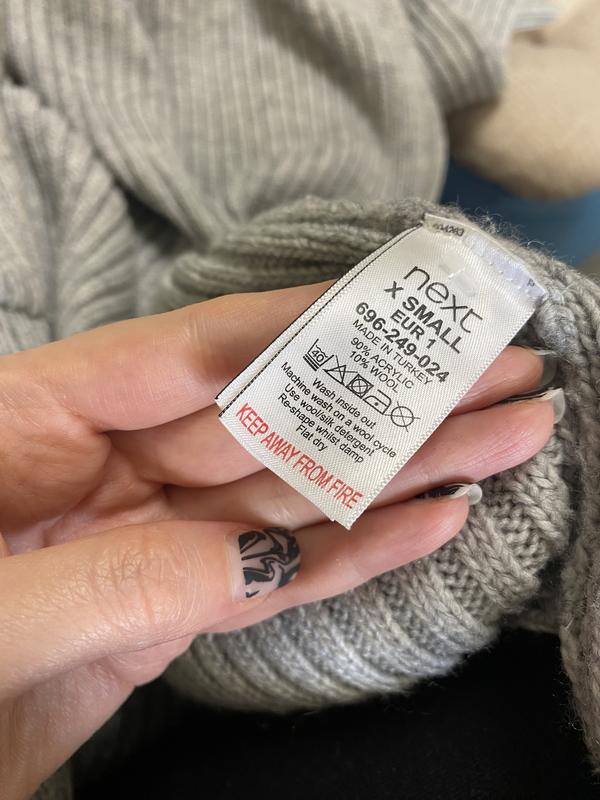 next
X SMALL
EUR 1
696-249-024
MADE IN TURKEY
90% ACRYLIC
10% WOOL
40
Wash inside out
Machine wash on a wool cycle
Use wool/silk detergent
Re-shape whilst damp
Flat dry
KEEP AWAY FROM FIRE